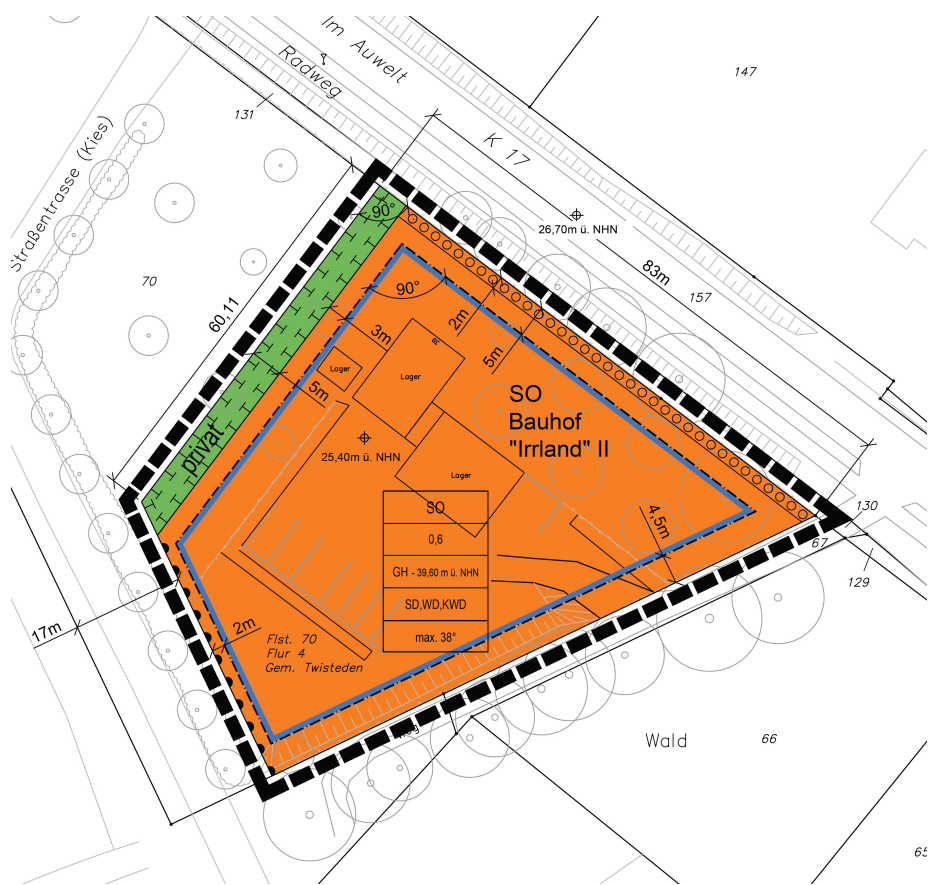 Im Auwelt
Radweg
147
131
K 17
Straßentrasse (Kies)
26,70m ü. NHN
83m
157
70
60,11
90°
90°
2m
3m
5m
5m
Lager
Lager
SO
Bauhof
"Irrland" II
privat
25,40m ü. NHN
Lager
SO
0,6
GH - 39,60 m ü. NHN
SD,WD,KWD
max. 38°
4,5m
130
67
129
17m
2m
Flst. 70
Flur 4
Gem. Twisteden
Wald
66
65